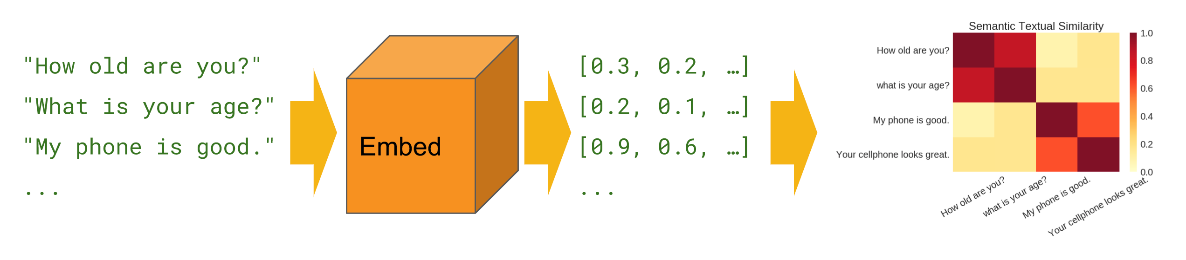 "How old are you?"
"What is your age?"
"My phone is good."
...
Embed
[0.3, 0.2, …]
[0.2, 0.1, …]
[0.9, 0.6, …]
...
Semantic Textual Similarity
How old are you?
what is your age?
My phone is good.
Your cellphone looks great.
How old are you?
what is your age?
My phone is good.
Your cellphone looks great.
1.0
0.8
0.6
0.4
0.2
0.0